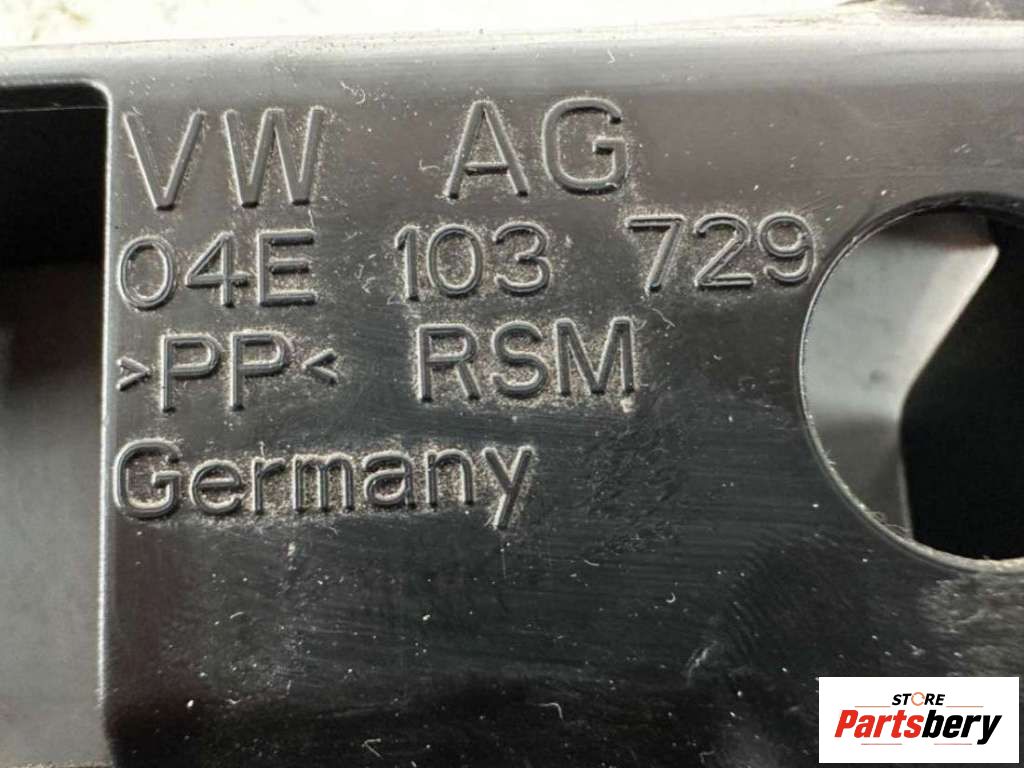 VW AG
04E 103 729
>PP< RSM
Germany
STORE
Partsbery